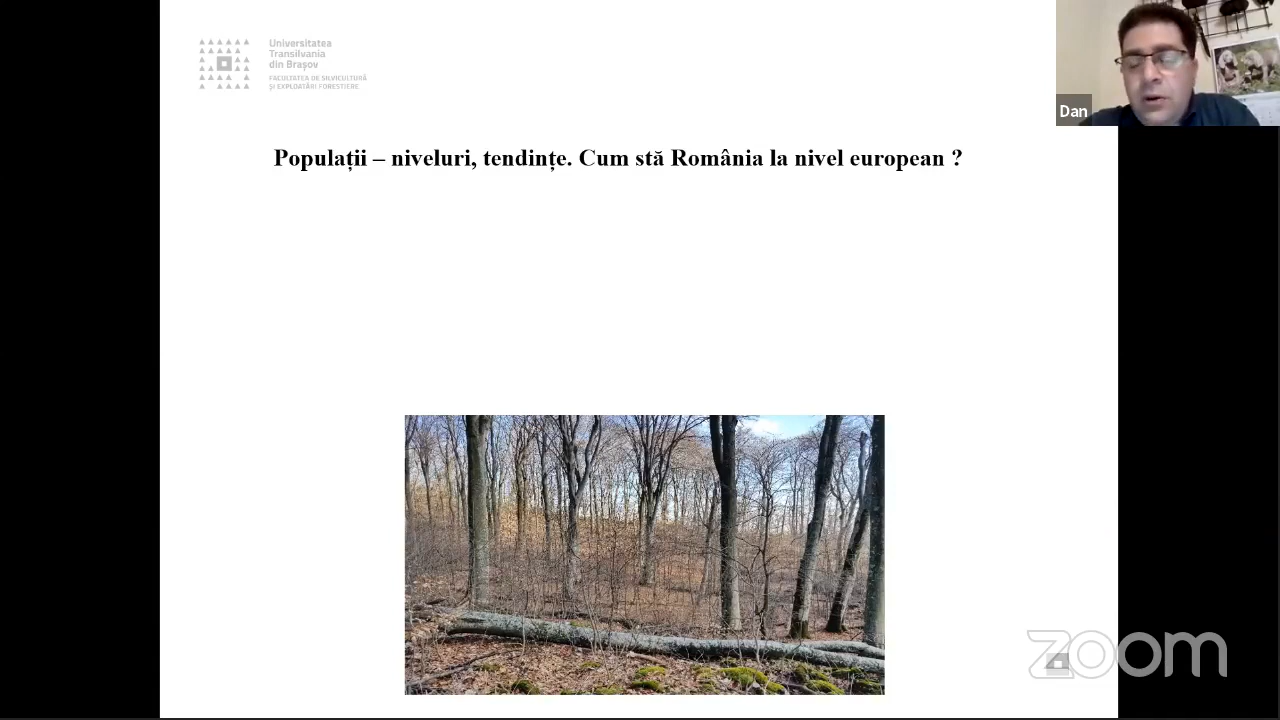 Universitatea
Transilvania
din Brașov
FACULTATEA DE SILVICULTURĂ
ȘI EXPLOATĂRI FORESTIERE
Dan
Populații – niveluri, tendințe. Cum stă România la nivel european ?
zoom